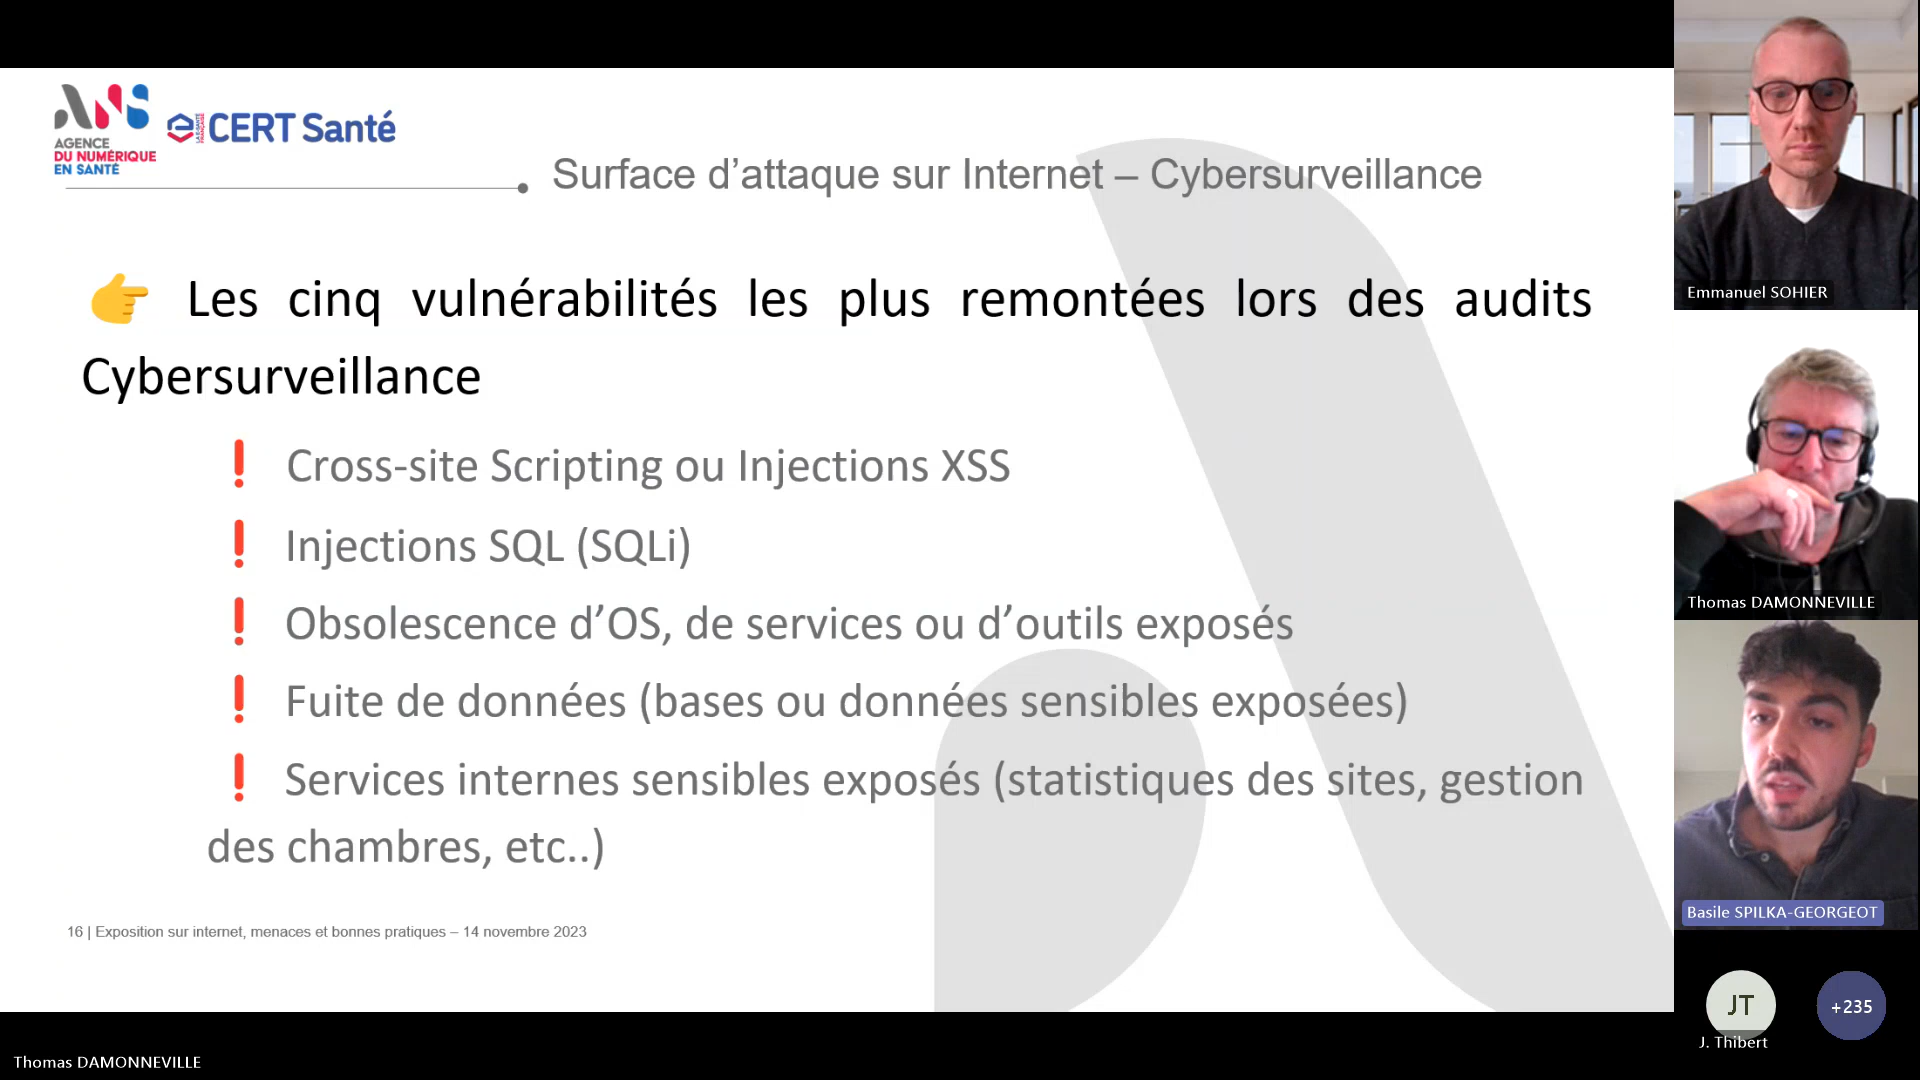 ANS
AGENCE
DU NUMÉRIQUE
EN SANTÉ
CERT Santé
Surface d’attaque sur Internet – Cybersurveillance
👉 Les cinq vulnérabilités les plus remontées lors des audits
Cybersurveillance
❗ Cross-site Scripting ou Injections XSS
❗ Injections SQL (SQLi)
❗ Obsolescence d’OS, de services ou d’outils exposés
❗ Fuite de données (bases ou données sensibles exposées)
❗ Services internes sensibles exposés (statistiques des sites, gestion
des chambres, etc..)
16 | Exposition sur internet, menaces et bonnes pratiques – 14 novembre 2023
Thomas DAMONNEVILLE
Emmanuel SOHIER
Thomas DAMONNEVILLE
Basile SPILKA-GEORGEOT
JT
J. Thibert
+235